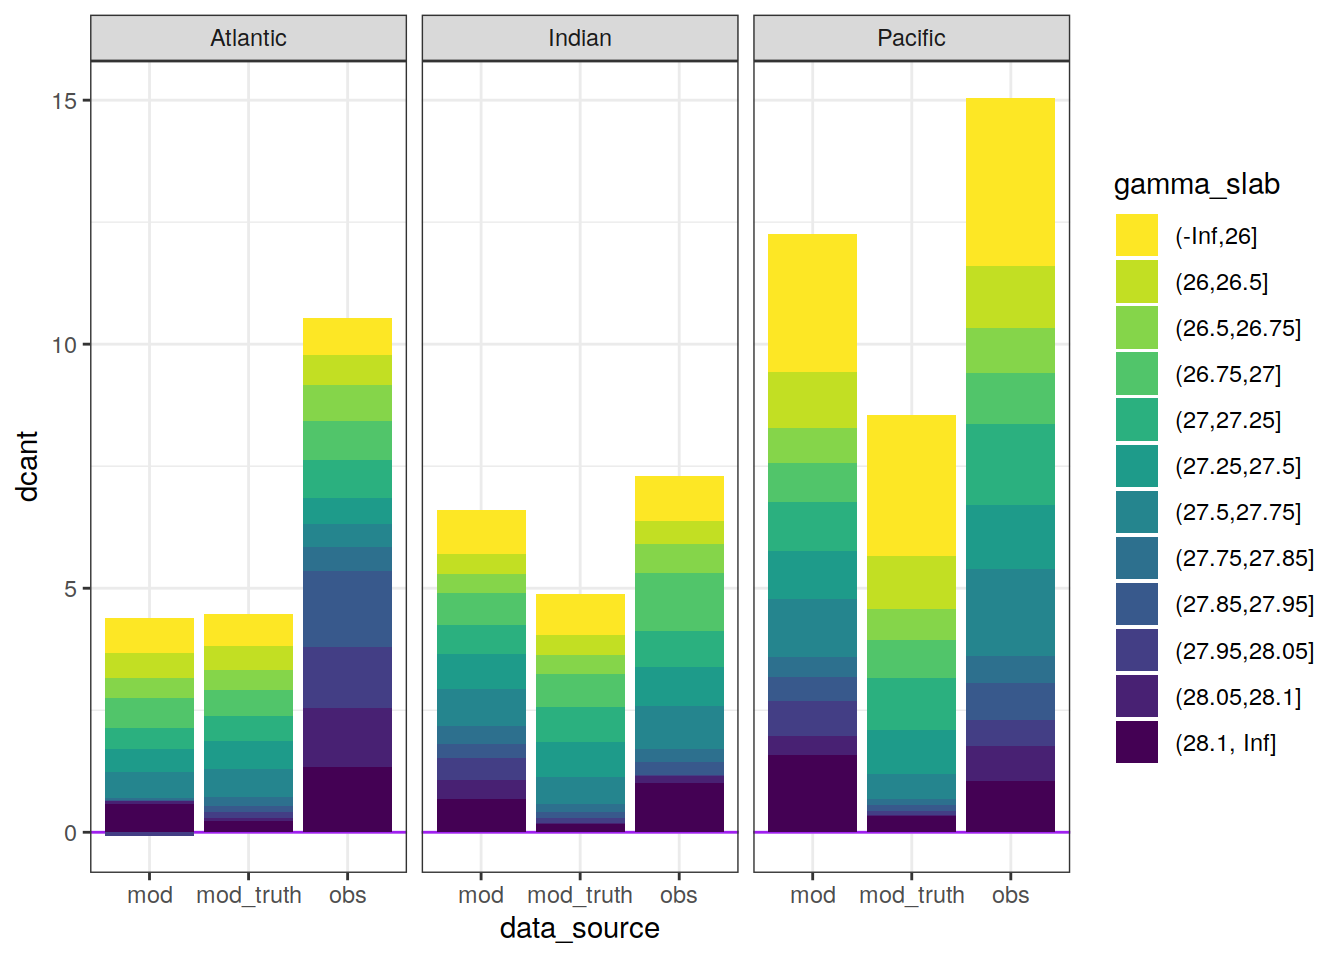 Atlantic Indian Pacific
15
10
5
0
dcant
mod mod_truth obs mod mod_truth obs mod mod_truth obs
data_source
gamma_slab
(-Inf,26]
(26,26.5]
(26.5,26.75]
(26.75,27]
(27,27.25]
(27.25,27.5]
(27.5,27.75]
(27.75,27.85]
(27.85,27.95]
(27.95,28.05]
(28.05,28.1]
(28.1, Inf]